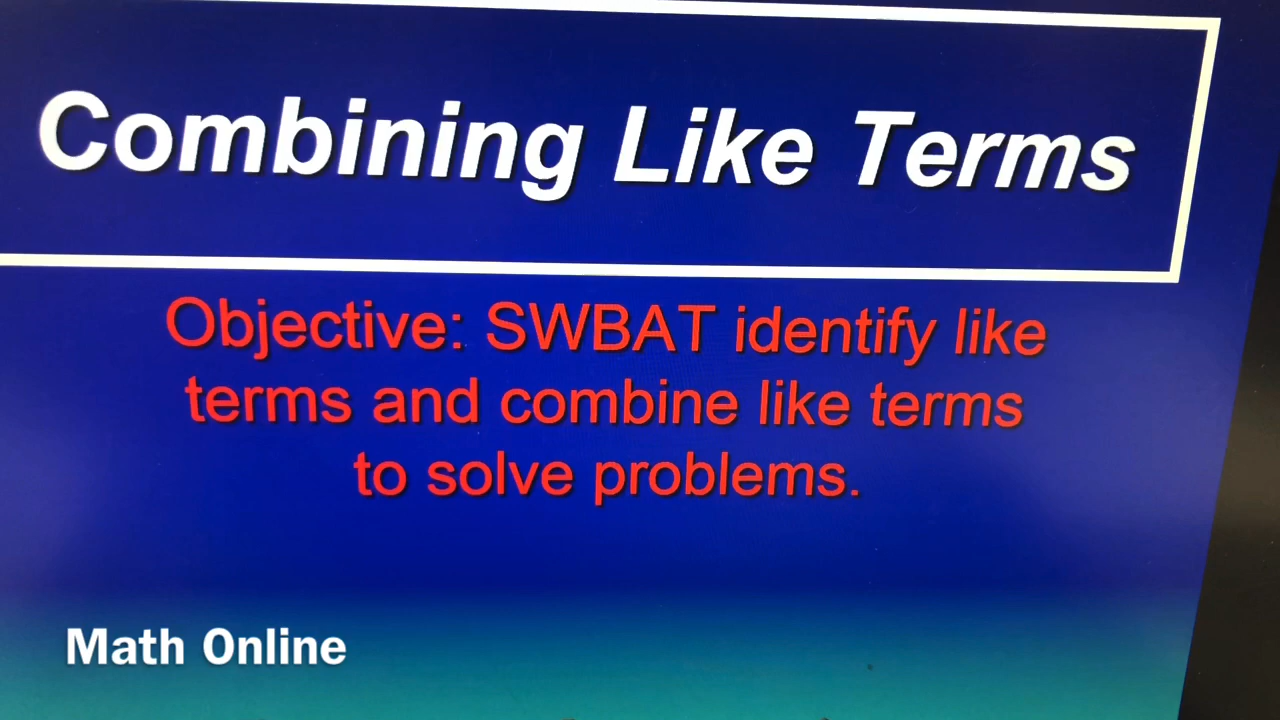 Combining Like Terms
Objective: SWBAT identify like
terms and combine like terms
to solve problems.
Math Online